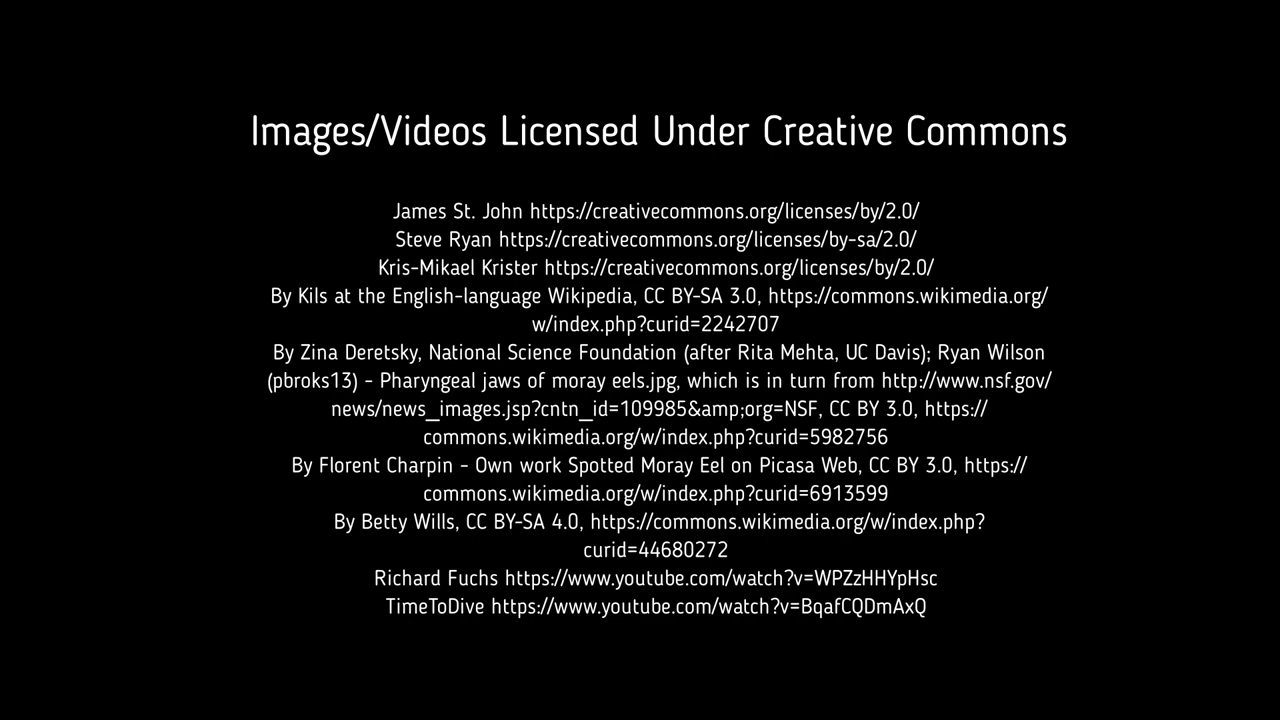 Images/Videos Licensed Under Creative Commons
James St. John https://creativecommons.org/licenses/by/2.0/
Steve Ryan https://creativecommons.org/licenses/by-sa/2.0/
Kris-Mikael Krister https://creativecommons.org/licenses/by/2.0/
By Kils at the English-language Wikipedia, CC BY-SA 3.0, https://commons.wikimedia.org/
w/index.php?curid=2242707
By Zina Deretsky, National Science Foundation (after Rita Mehta, UC Davis); Ryan Wilson
(pbroks13) - Pharyngeal jaws of moray eels.jpg, which is in turn from http://www.nsf.gov/
news/news_images.jsp?cntn_id=109985&amp;org=NSF, CC BY 3.0, https://
commons.wikimedia.org/w/index.php?curid=5982756
By Florent Charpin - Own work Spotted Moray Eel on Picasa Web, CC BY 3.0, https://
commons.wikimedia.org/w/index.php?curid=6913599
By Betty Wills, CC BY-SA 4.0, https://commons.wikimedia.org/w/index.php?
curid=44680272
Richard Fuchs https://www.youtube.com/watch?v=WPZzHHYpHsc
TimeToDive https://www.youtube.com/watch?v=BqafCQDmAxQ